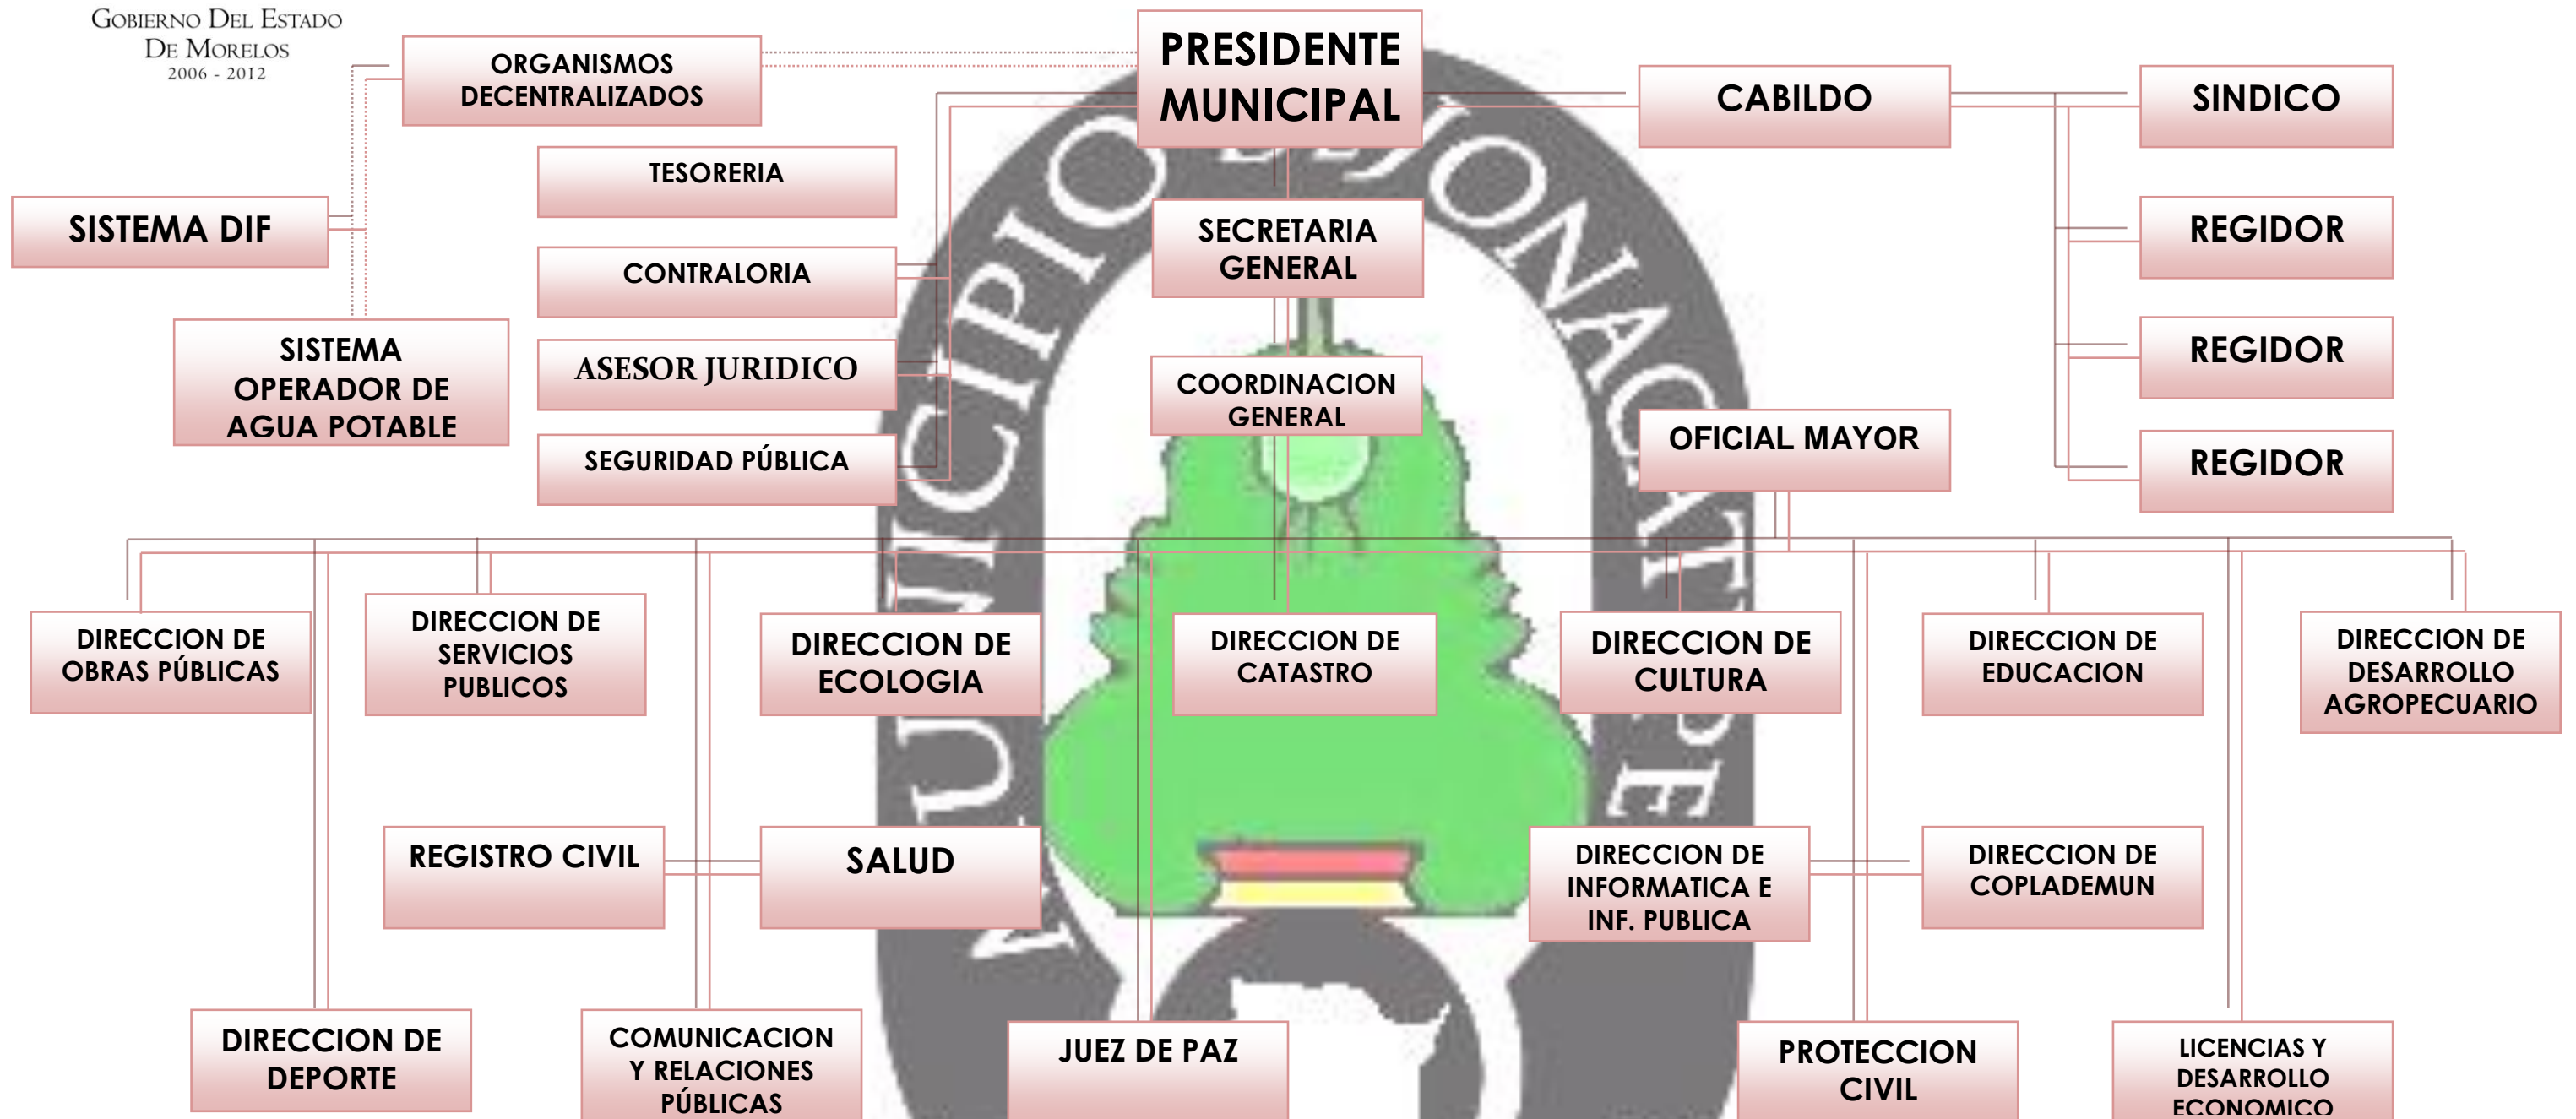 GOBIERNO DEL ESTADO
DE MORELOS
2006 - 2012
ORGANISMOS
DECENTRALIZADOS
PRESIDENTE
MUNICIPAL
CABILDO
SINDICO
TESORERIA
SISTEMA DIF
SECRETARIA
GENERAL
REGIDOR
CONTRALORIA
SISTEMA
OPERADOR DE
AGUA POTABLE
ASESOR JURIDICO
COORDINACION
GENERAL
REGIDOR
OFICIAL MAYOR
SEGURIDAD PÚBLICA
REGIDOR
DIRECCION DE
OBRAS PÚBLICAS
DIRECCION DE
SERVICIOS
PUBLICOS
DIRECCION DE
ECOLOGIA
DIRECCION DE
CATASTRO
DIRECCION DE
CULTURA
DIRECCION DE
EDUCACION
DIRECCION DE
DESARROLLO
AGROPECUARIO
REGISTRO CIVIL
SALUD
DIRECCION DE
INFORMATICA E
INF. PUBLICA
DIRECCION DE
COPLADEMUN
DIRECCION DE
DEPORTE
COMUNICACION
Y RELACIONES
PÚBLICAS
JUEZ DE PAZ
PROTECCION
CIVIL
LICENCIAS Y
DESARROLLO
ECONOMICO